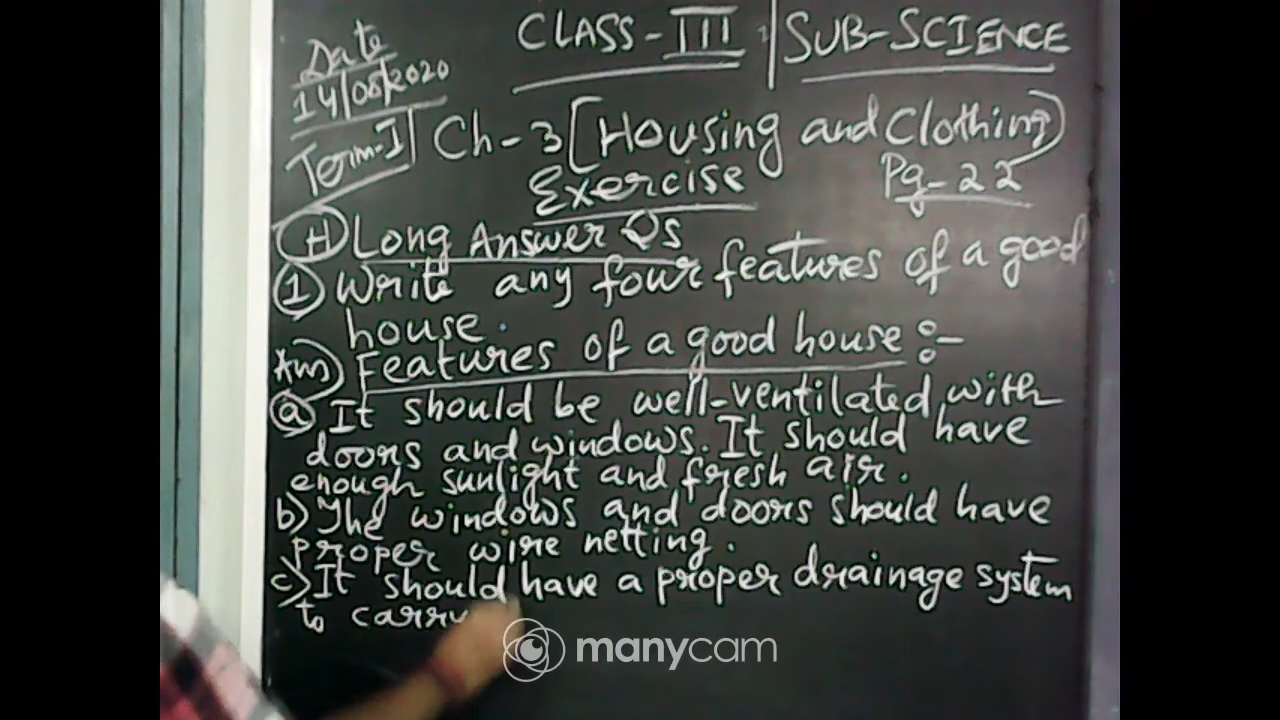 Date
14/08/2020
Term-I
CLASS-III | SUB-SCIENCE
Ch-3 [Housing and Clothing)
Exercise
Pg-22
(H) Long Answer Qs
(1) Write any four features of a good
house.
Ans) Features of a good house :-
(a) It should be well-ventilated, with
doors and windows. It should have
enough sunlight and fresh air.
b) The windows and doors should have
proper wire netting.
c) It should have a proper drainage system
to carry
manycam